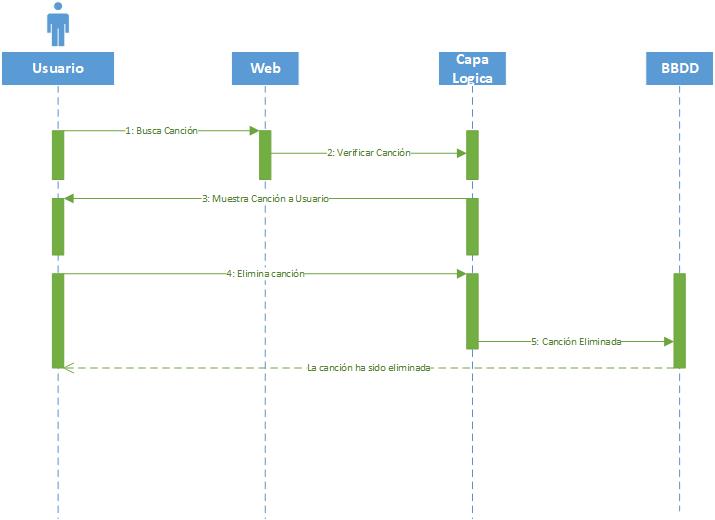 Usuario
Web
Capa
Logica
BBDD
1: Busca Canción
2: Verificar Canción
3: Muestra Canción a Usuario
4: Elimina canción
5: Canción Eliminada
La canción ha sido eliminada